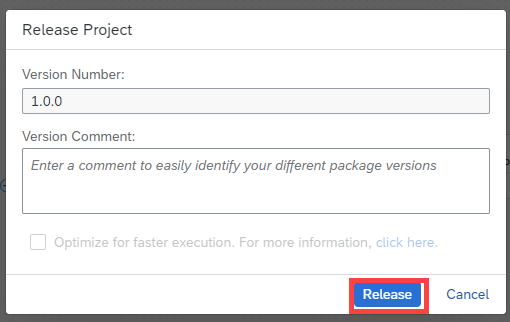 Release Project
Version Number:
1.0.0
Version Comment:
Enter a comment to easily identify your different package versions
Optimize for faster execution. For more information, click here.
Release Cancel